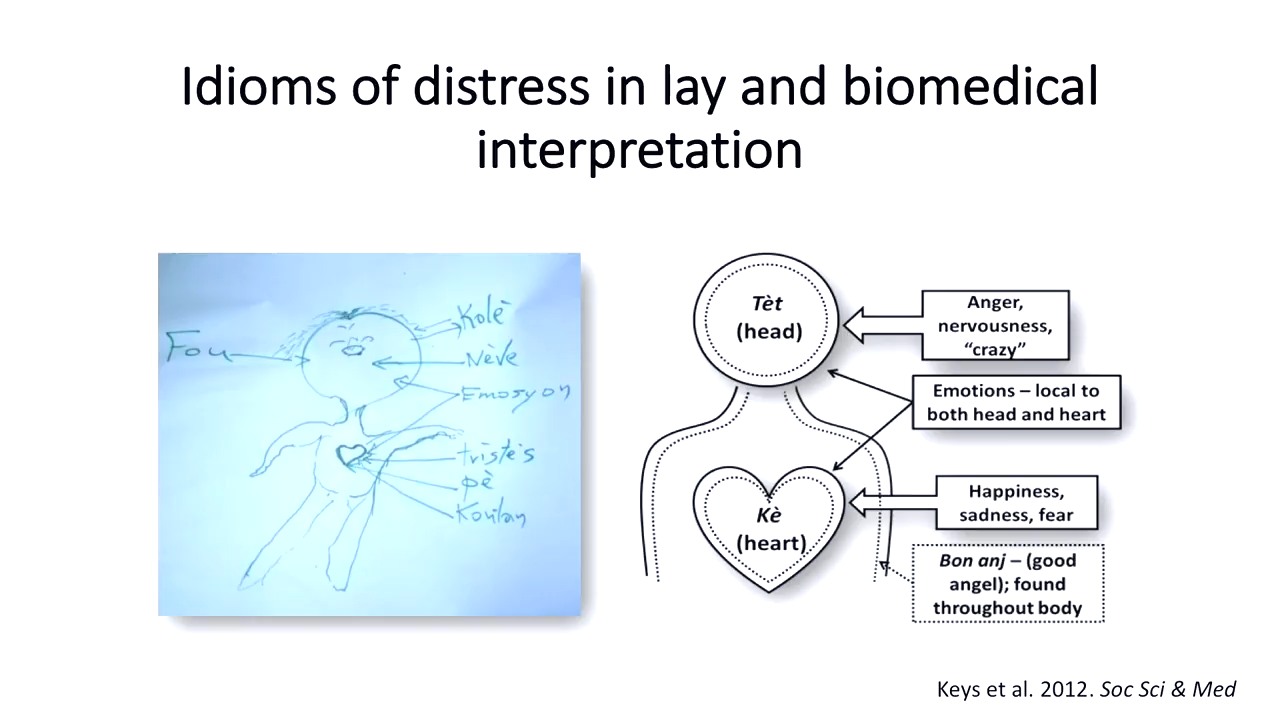 Idioms of distress in lay and biomedical
interpretation
Fou
Kolè
Nève
Emosyon
tristès
pè
Kontan
Tèt
(head)
Anger,
nervousness,
“crazy”
Emotions – local to
both head and heart
Kè
(heart)
Happiness,
sadness, fear
Bon anj – (good
angel); found
throughout body
Keys et al. 2012. Soc Sci & Med